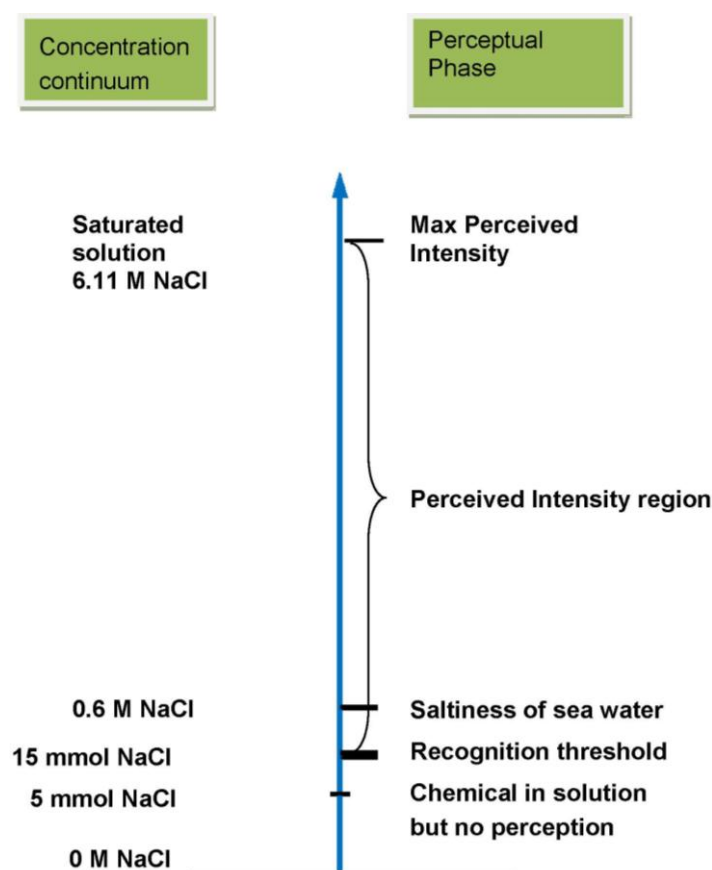 Concentration
continuum
Perceptual
Phase
Saturated
solution
6.11 M NaCl
Max Perceived
Intensity
Perceived Intensity region
0.6 M NaCl
Saltiness of sea water
15 mmol NaCl
Recognition threshold
5 mmol NaCl
Chemical in solution
but no perception
0 M NaCl